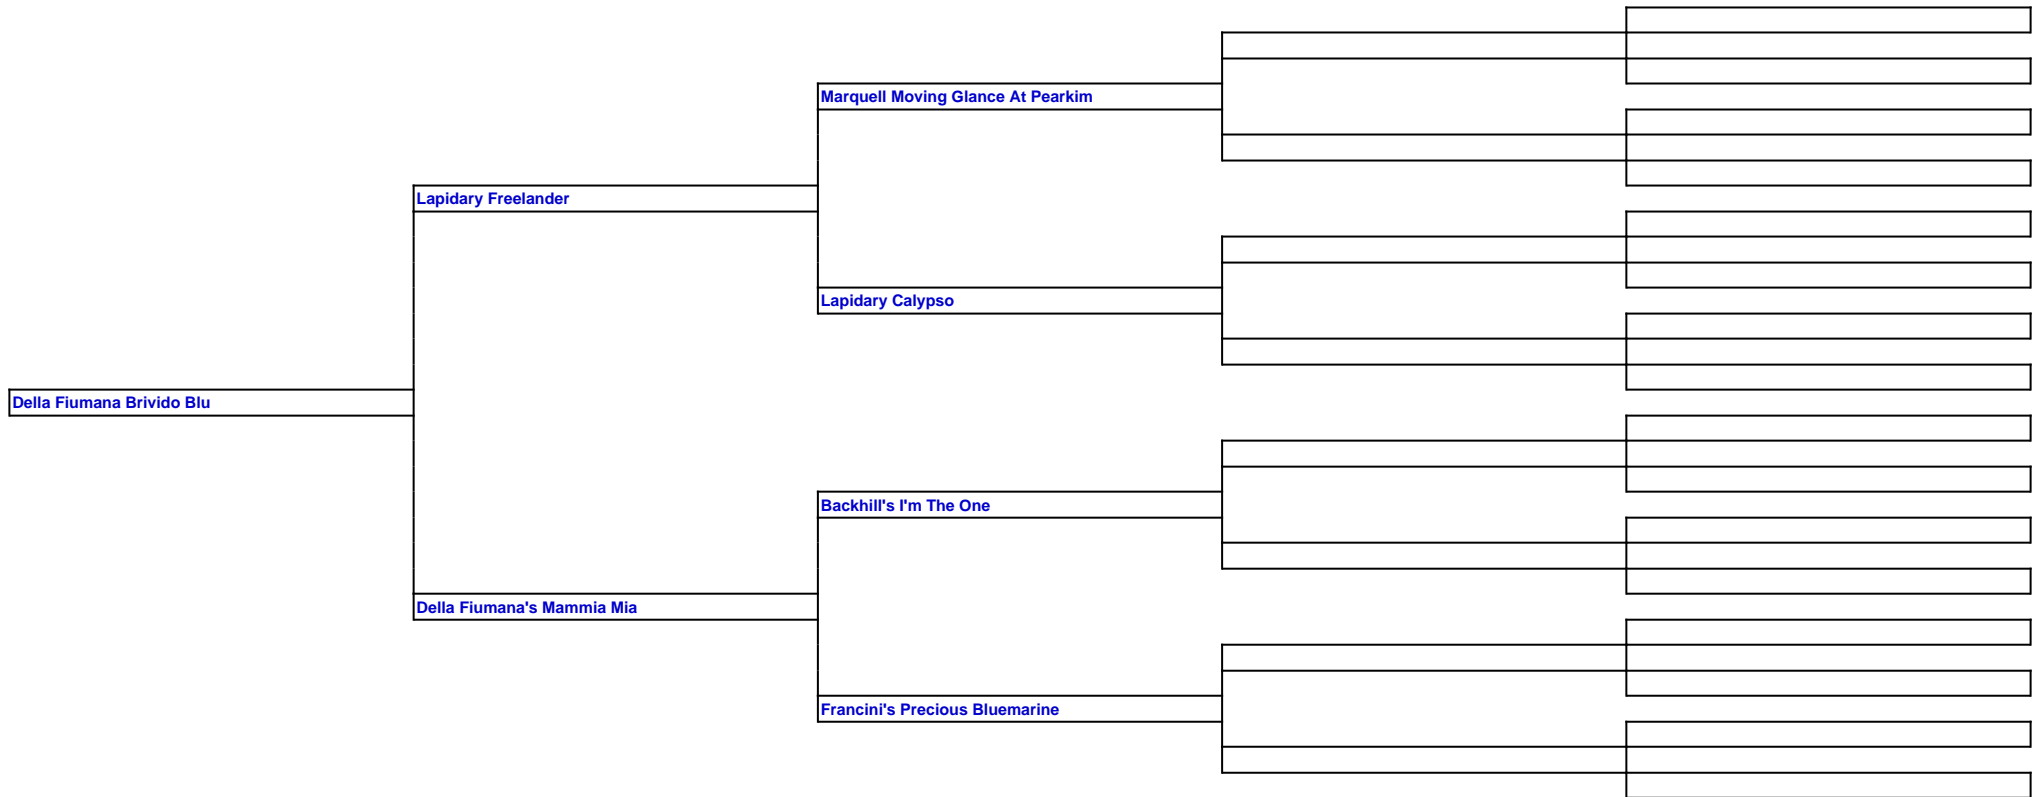 Marquell Moving Glance At Pearkim
Lapidary Freelander
Lapidary Calypso
Della Fiumana Brivido Blu
Backhill's I'm The One
Della Fiumana's Mammia Mia
Francini's Precious Bluemarine